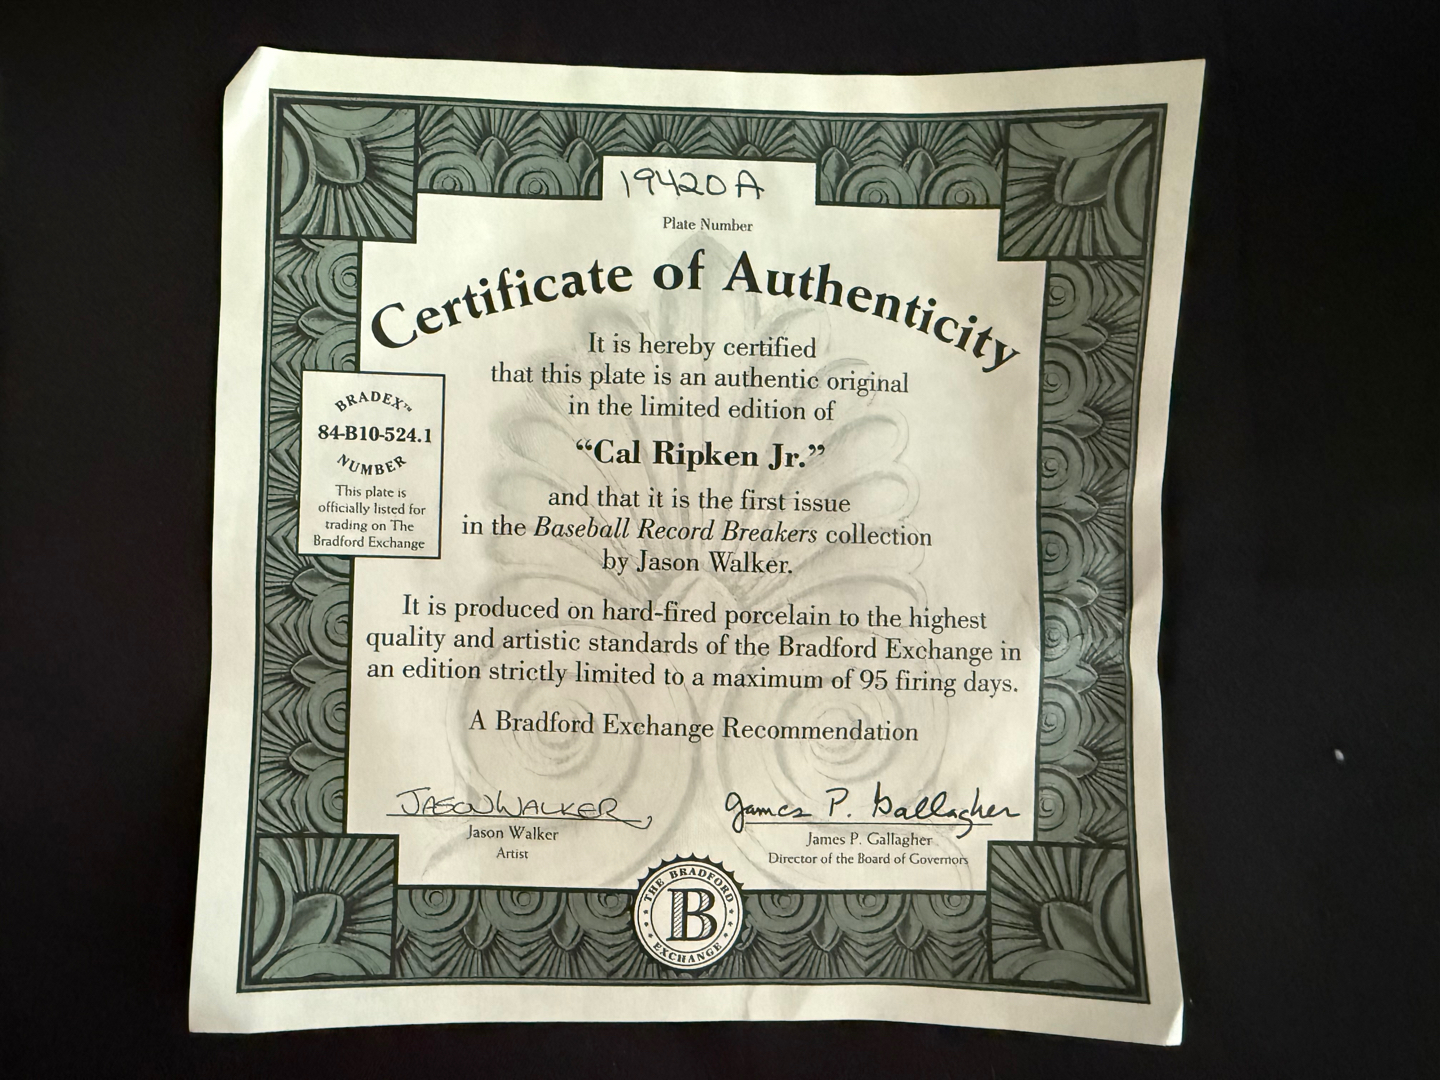 19420A
Plate Number
Certificate of Authenticity
It is hereby certified
that this plate is an authentic original
in the limited edition of
“Cal Ripken Jr.”
and that it is the first issue
in the Baseball Record Breakers collection
by Jason Walker.
BRADEX™
84-B10-524.1
NUMBER
This plate is
officially listed for
trading on The
Bradford Exchange
It is produced on hard-fired porcelain to the highest
quality and artistic standards of the Bradford Exchange in
an edition strictly limited to a maximum of 95 firing days.
A Bradford Exchange Recommendation
JASON WALKER
Jason Walker
Artist
James P. Gallagher
James P. Gallagher
Director of the Board of Governors
THE BRADFORD
B
EXCHANGE